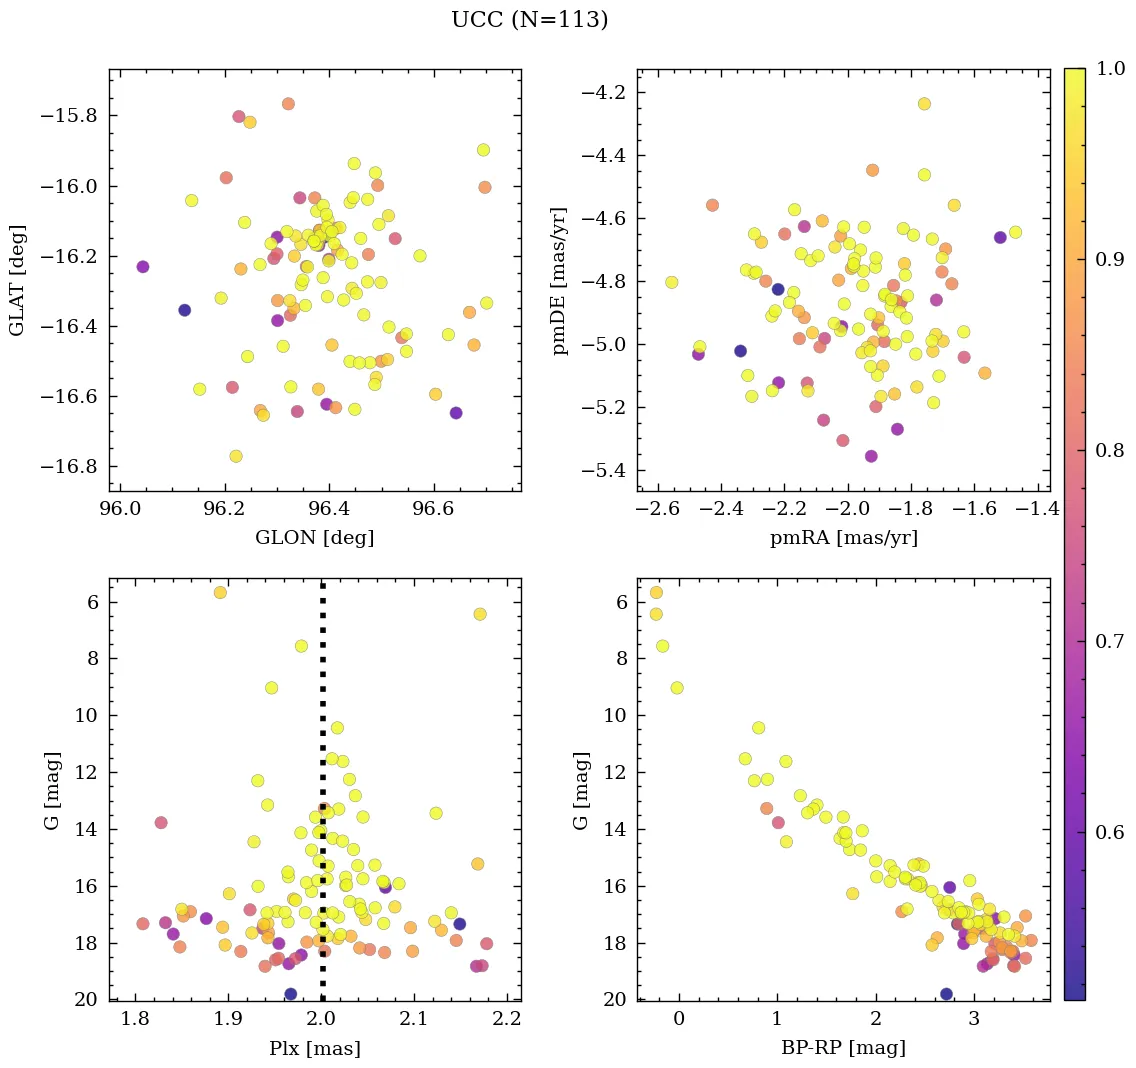 UCC (N=113)
−15.8
−16.0
−16.2
−16.4
−16.6
−16.8
GLAT [deg]
96.0 96.2 96.4 96.6
GLON [deg]
−4.2
−4.4
−4.6
−4.8
−5.0
−5.2
−5.4
pmDE [mas/yr]
−2.6 −2.4 −2.2 −2.0 −1.8 −1.6 −1.4
pmRA [mas/yr]
1.0
0.9
0.8
0.7
0.6
6
8
10
12
14
16
18
20
G [mag]
1.8 1.9 2.0 2.1 2.2
Plx [mas]
6
8
10
12
14
16
18
20
G [mag]
0 1 2 3
BP-RP [mag]